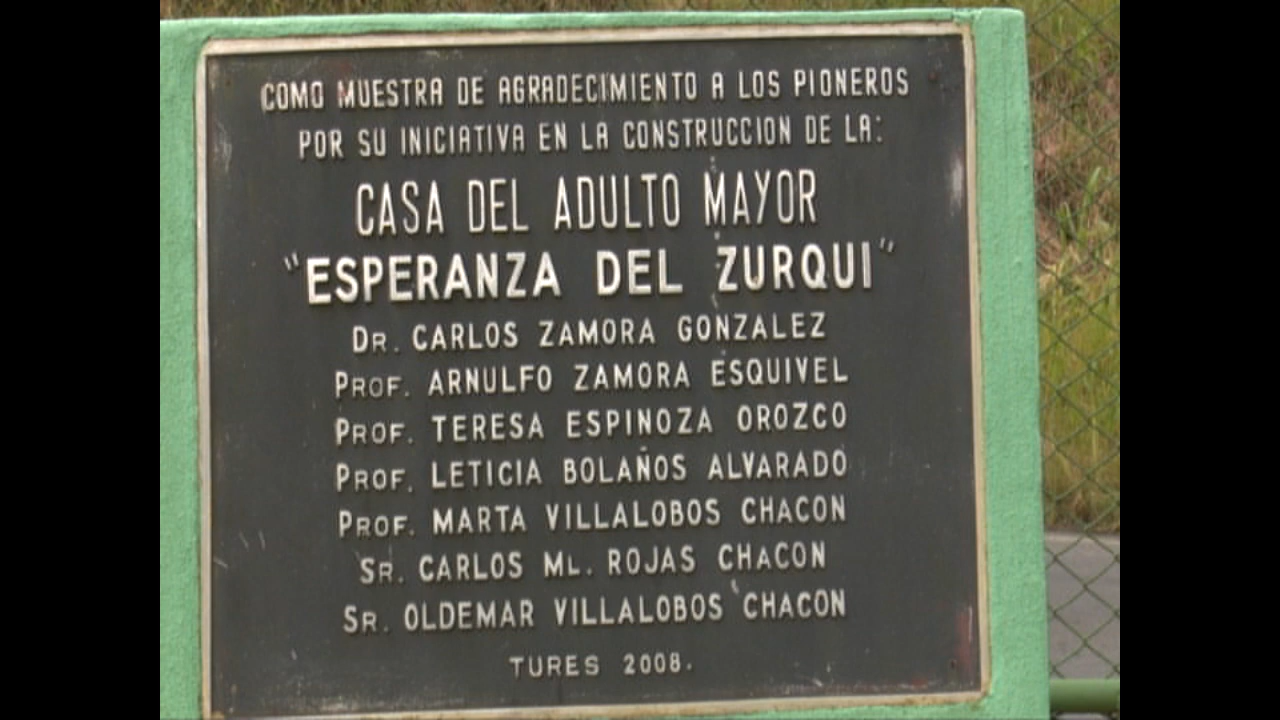 COMO MUESTRA DE AGRADECIMIENTO A LOS PIONEROS
POR SU INICIATIVA EN LA CONSTRUCCION DE LA:
CASA DEL ADULTO MAYOR
"ESPERANZA DEL ZURQUI"
DR. CARLOS ZAMORA GONZALEZ
PROF. ARNULFO ZAMORA ESQUIVEL
PROF. TERESA ESPINOZA OROZCO
PROF. LETICIA BOLAÑOS ALVARADO
PROF. MARTA VILLALOBOS CHACON
SR. CARLOS ML. ROJAS CHACON
SR. OLDEMAR VILLALOBOS CHACON
TURES 2008.